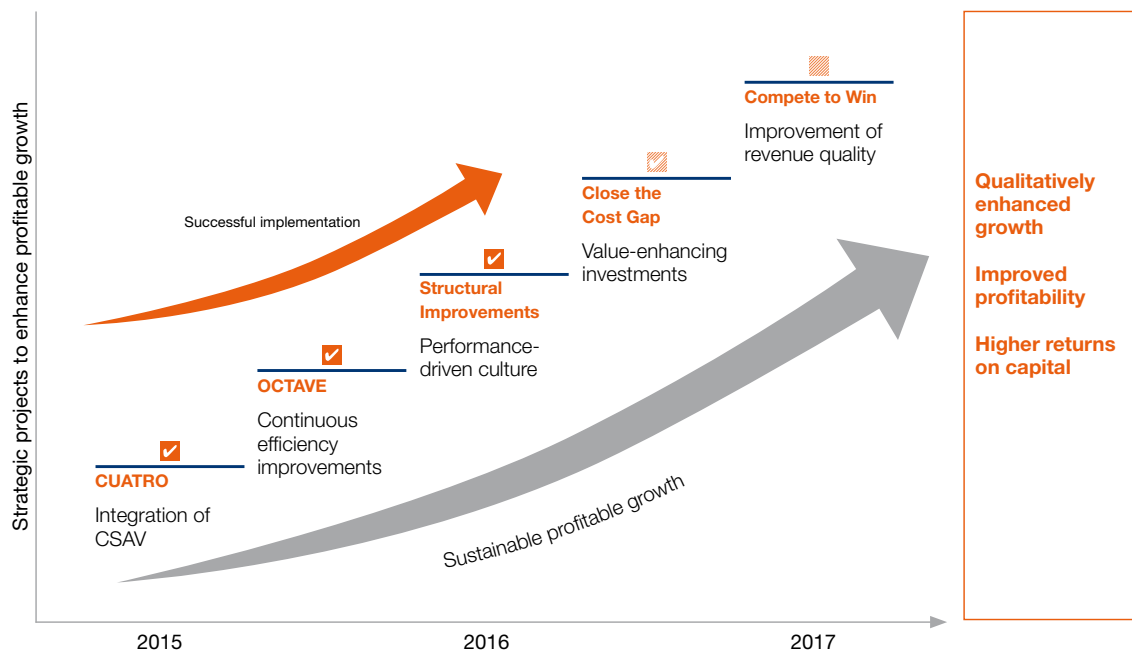 Strategic projects to enhance profitable growth
Successful implementation
CUATRO
Integration of
CSAV
OCTAVE
Continuous
efficiency
improvements
Structural
Improvements
Performance-
driven culture
Close the
Cost Gap
Value-enhancing
investments
Compete to Win
Improvement of
revenue quality
Sustainable profitable growth
2015
2016
2017
Qualitatively
enhanced
growth
Improved
profitability
Higher returns
on capital